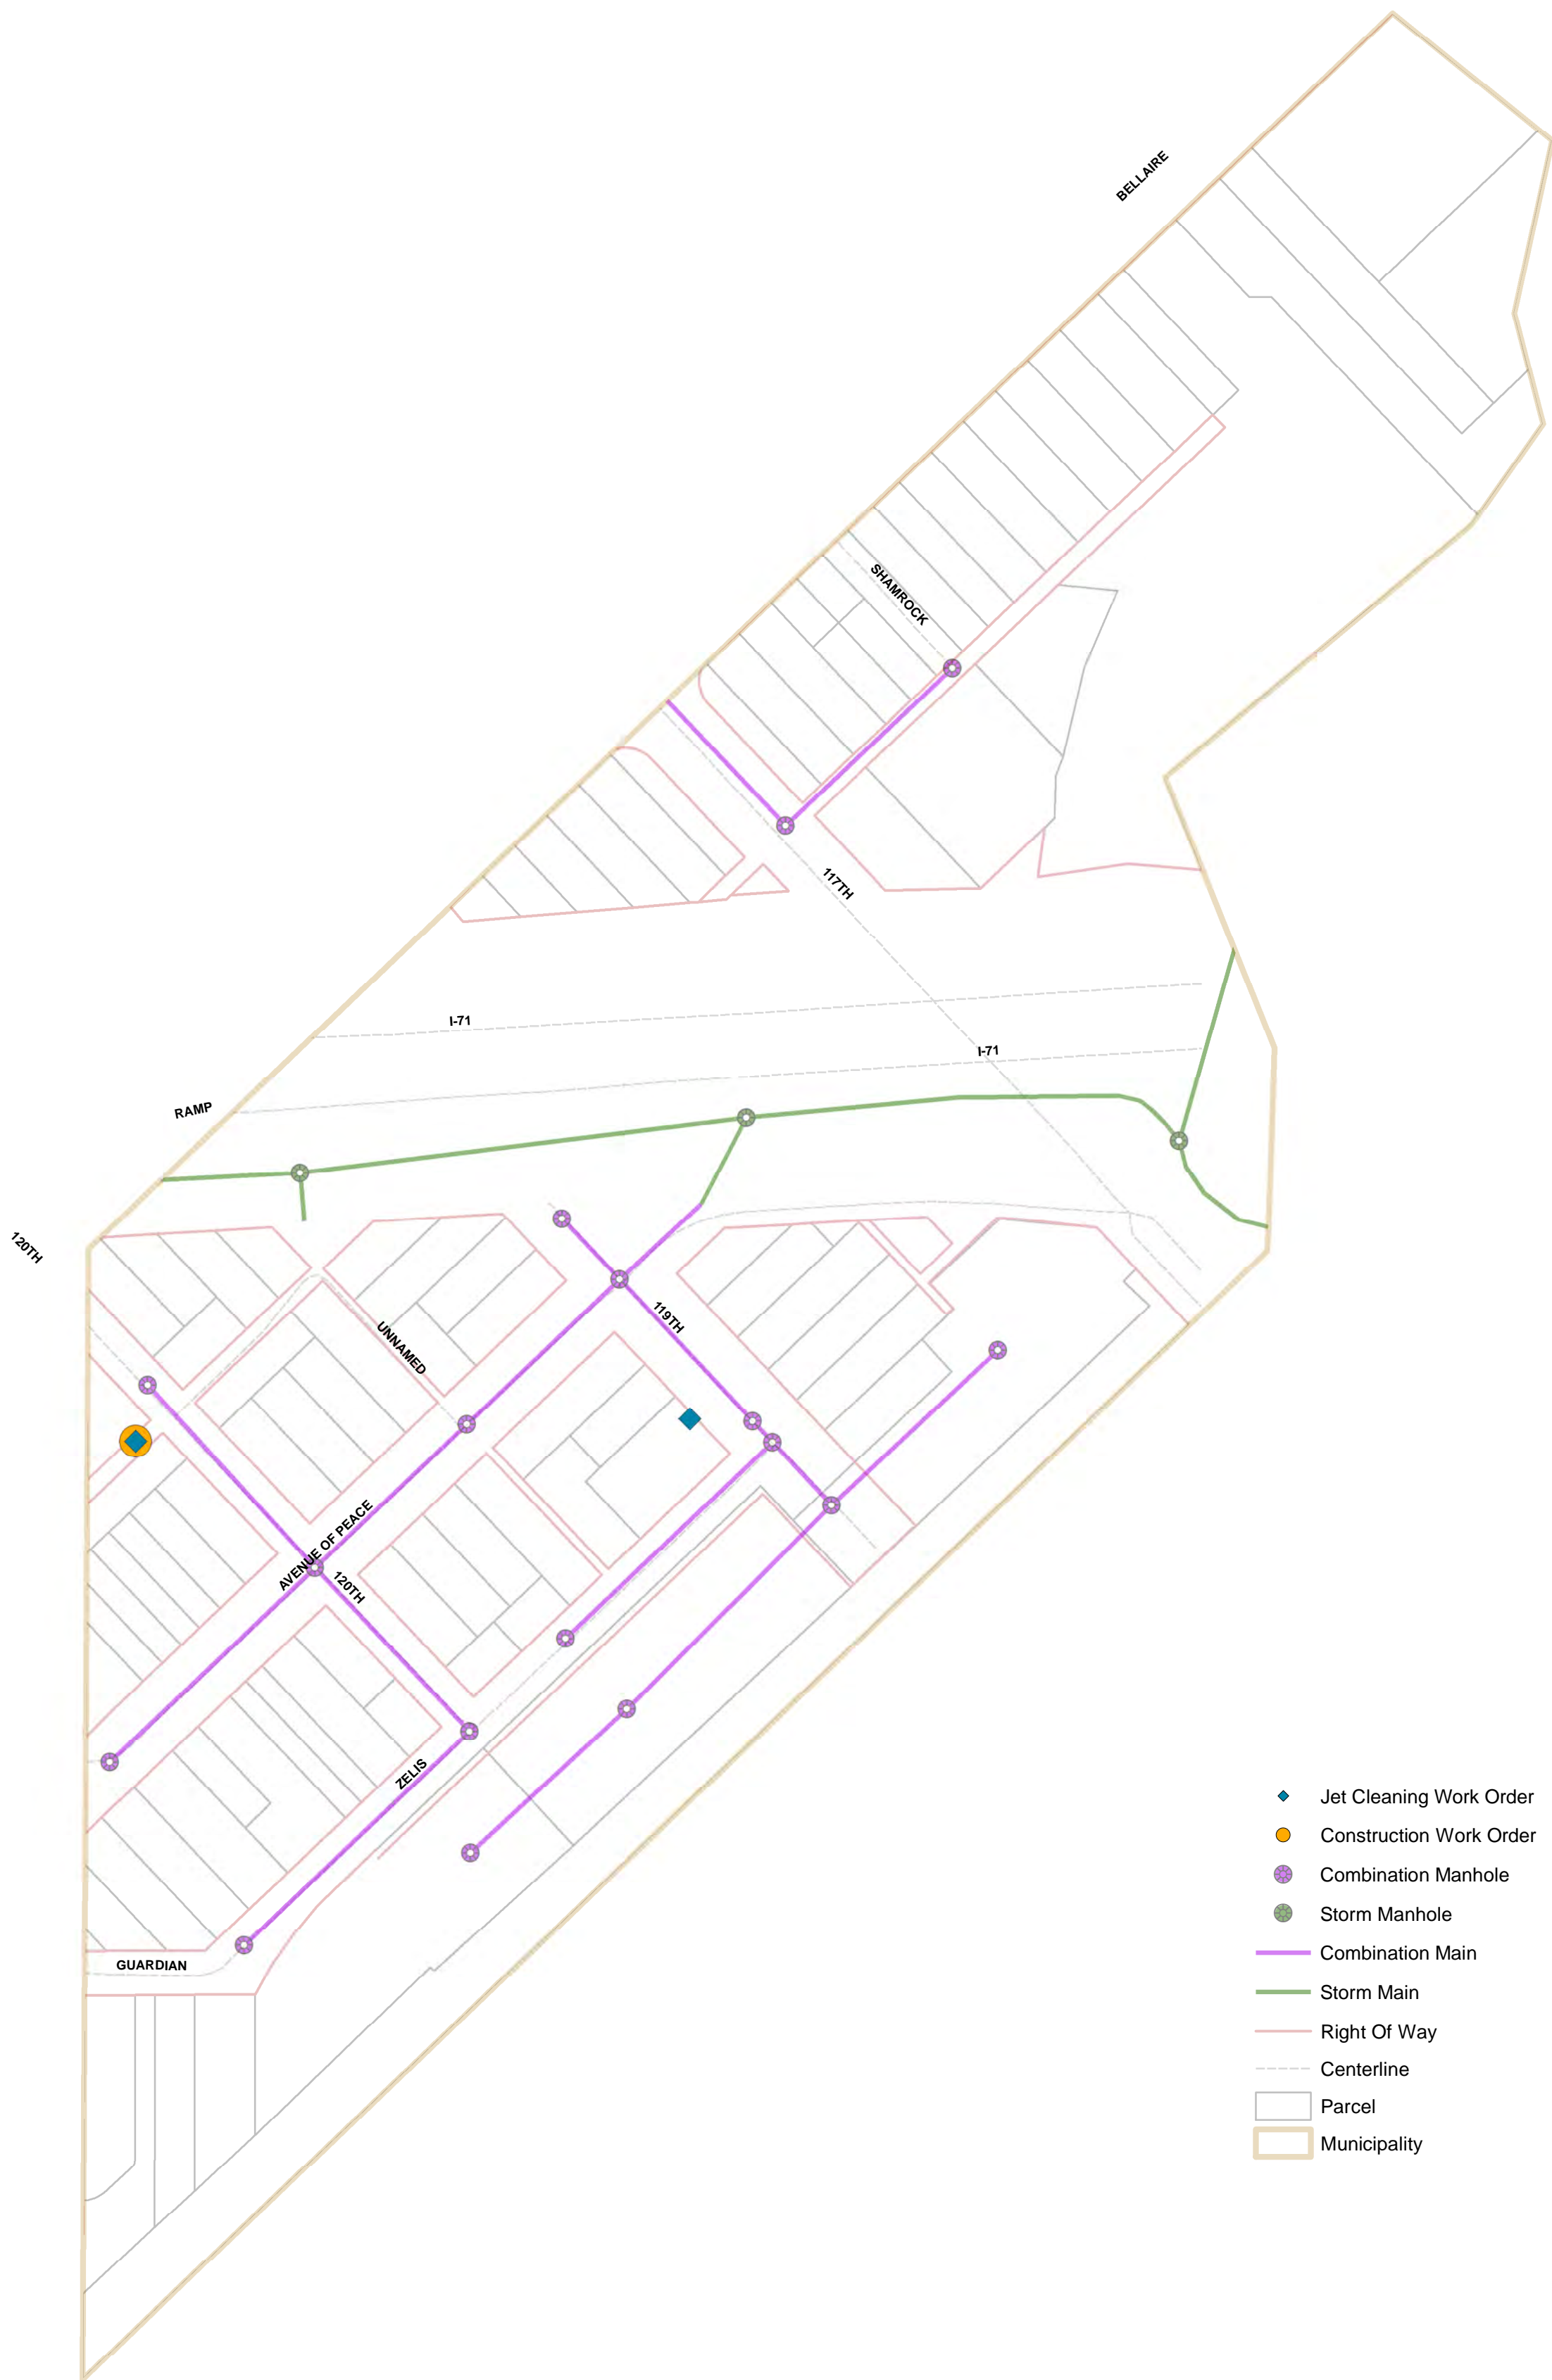 BELLAIRE
SHAMROCK
117TH
I-71
I-71
RAMP
120TH
119TH
UNNAMED
AVENUE OF PEACE
120TH
ZELIS
GUARDIAN
Jet Cleaning Work Order
Construction Work Order
Combination Manhole
Storm Manhole
Combination Main
Storm Main
Right Of Way
Centerline
Parcel
Municipality